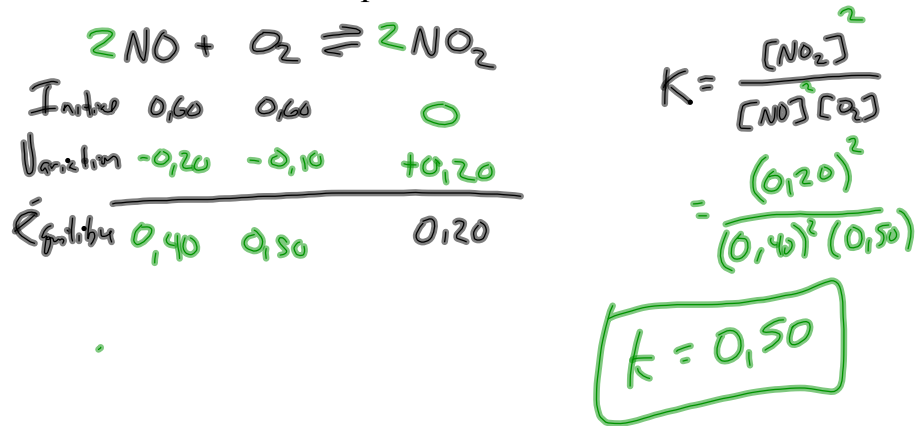 2NO + O₂ ⇌ 2NO₂
Initial 0,60 0,60 0
Variation -0,20 -0,10 +0,20
Équilibre 0,40 0,50 0,20
K = [NO₂]² / [NO]² [O₂]
= (0,20)² / (0,40)² (0,50)
k = 0,50